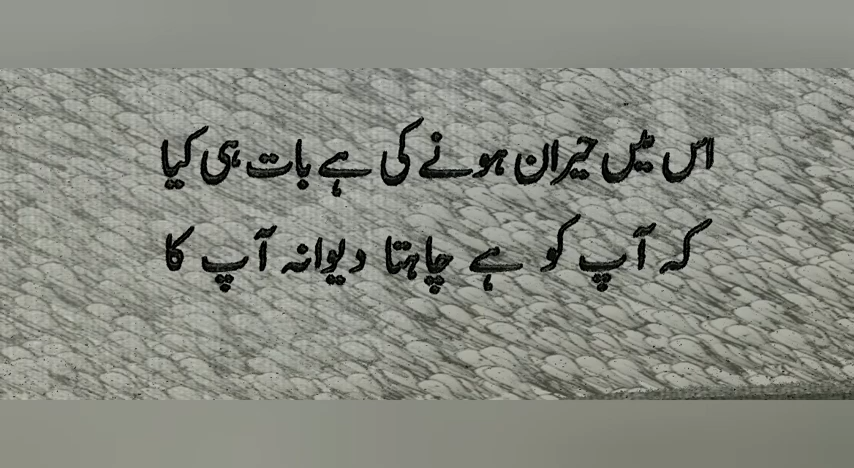 اس میں حیران ہونے کی ہے بات ہی کیا
کہ آپ کو ہے چاہتا دیوانہ آپ کا